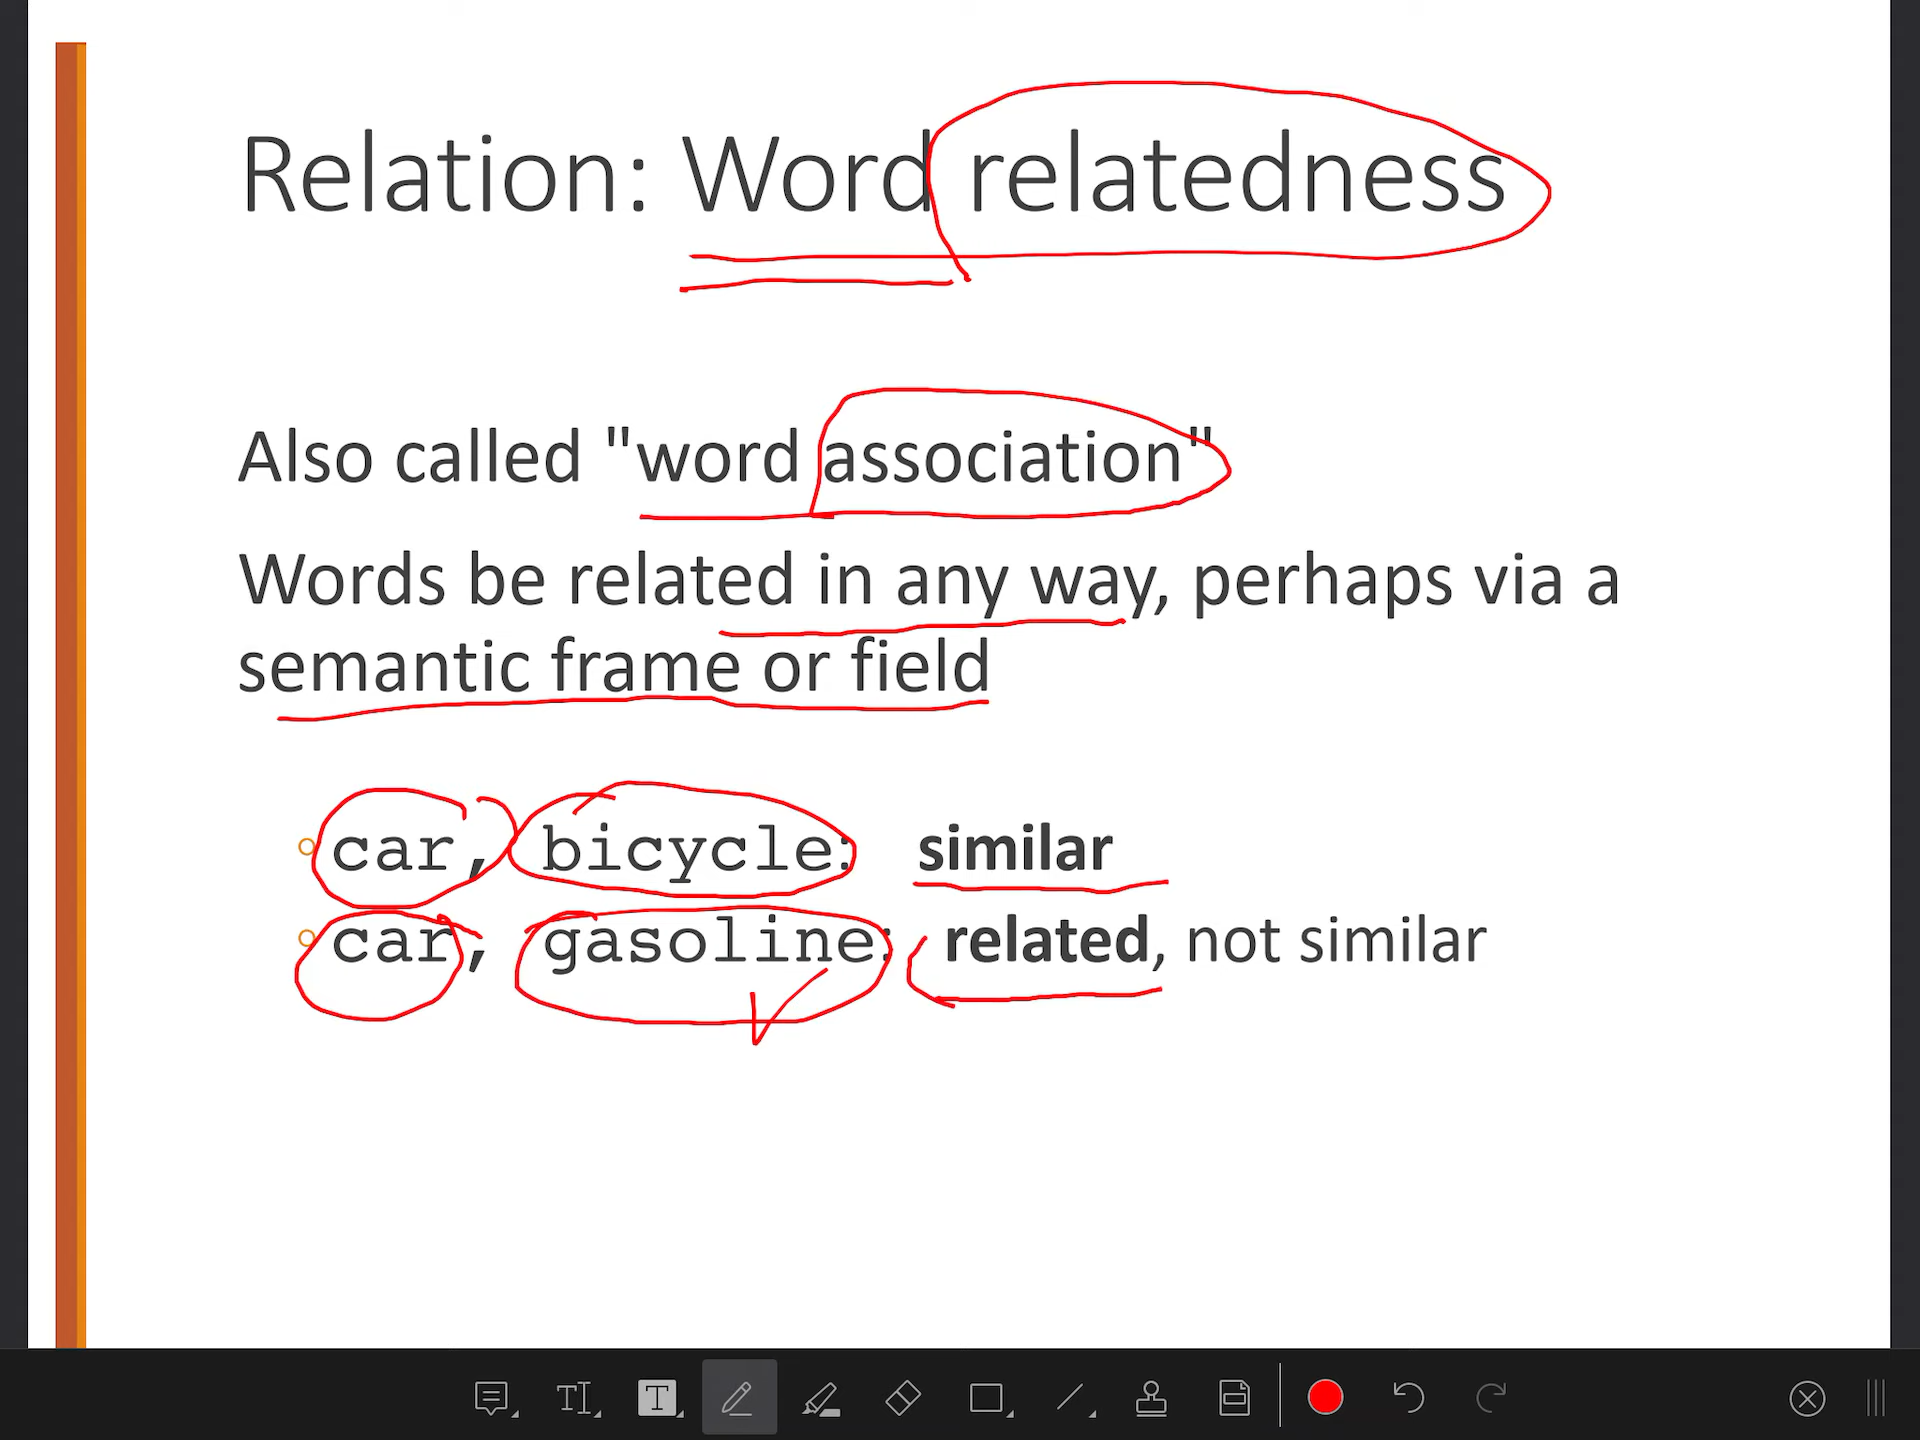 Relation: Word relatedness
Also called "word association"
Words be related in any way, perhaps via a
semantic frame or field
car, bicycle: similar
car, gasoline: related, not similar